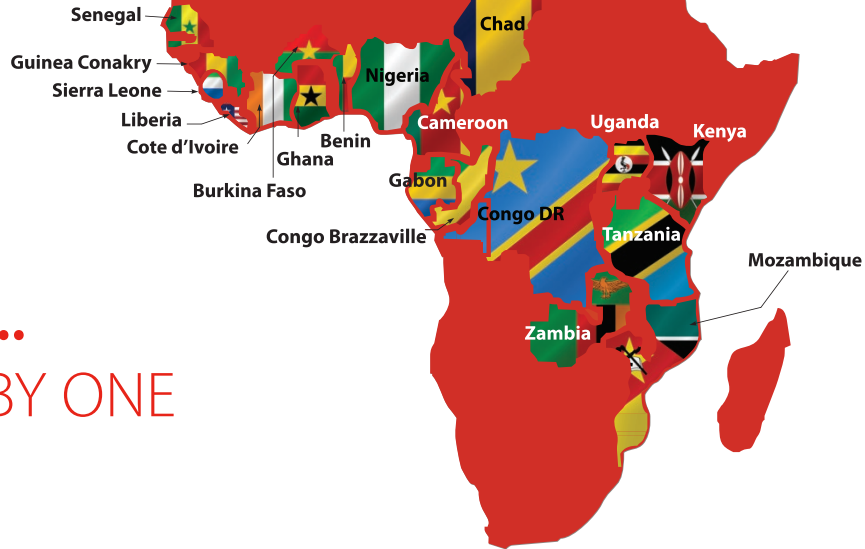 Senegal
Chad
Guinea Conakry
Nigeria
Sierra Leone
Liberia
Cameroon
Uganda
Kenya
Cote d’Ivoire
Benin
Ghana
Gabon
Burkina Faso
Congo DR
Congo Brazzaville
Tanzania
Mozambique
Zambia
..
BY ONE